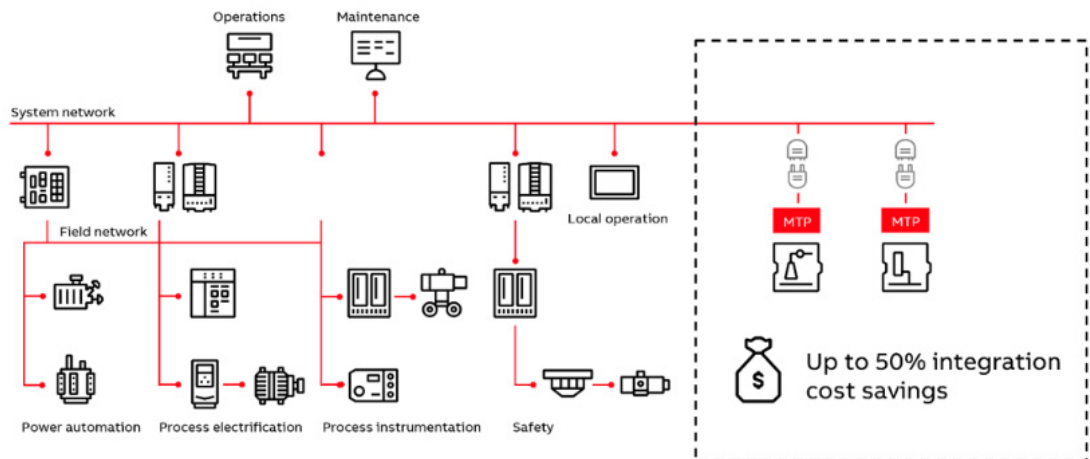 Operations
Maintenance
System network
Local operation
Field network
MTP
MTP
$
Up to 50% integration
cost savings
Power automation
Process electrification
Process instrumentation
Safety